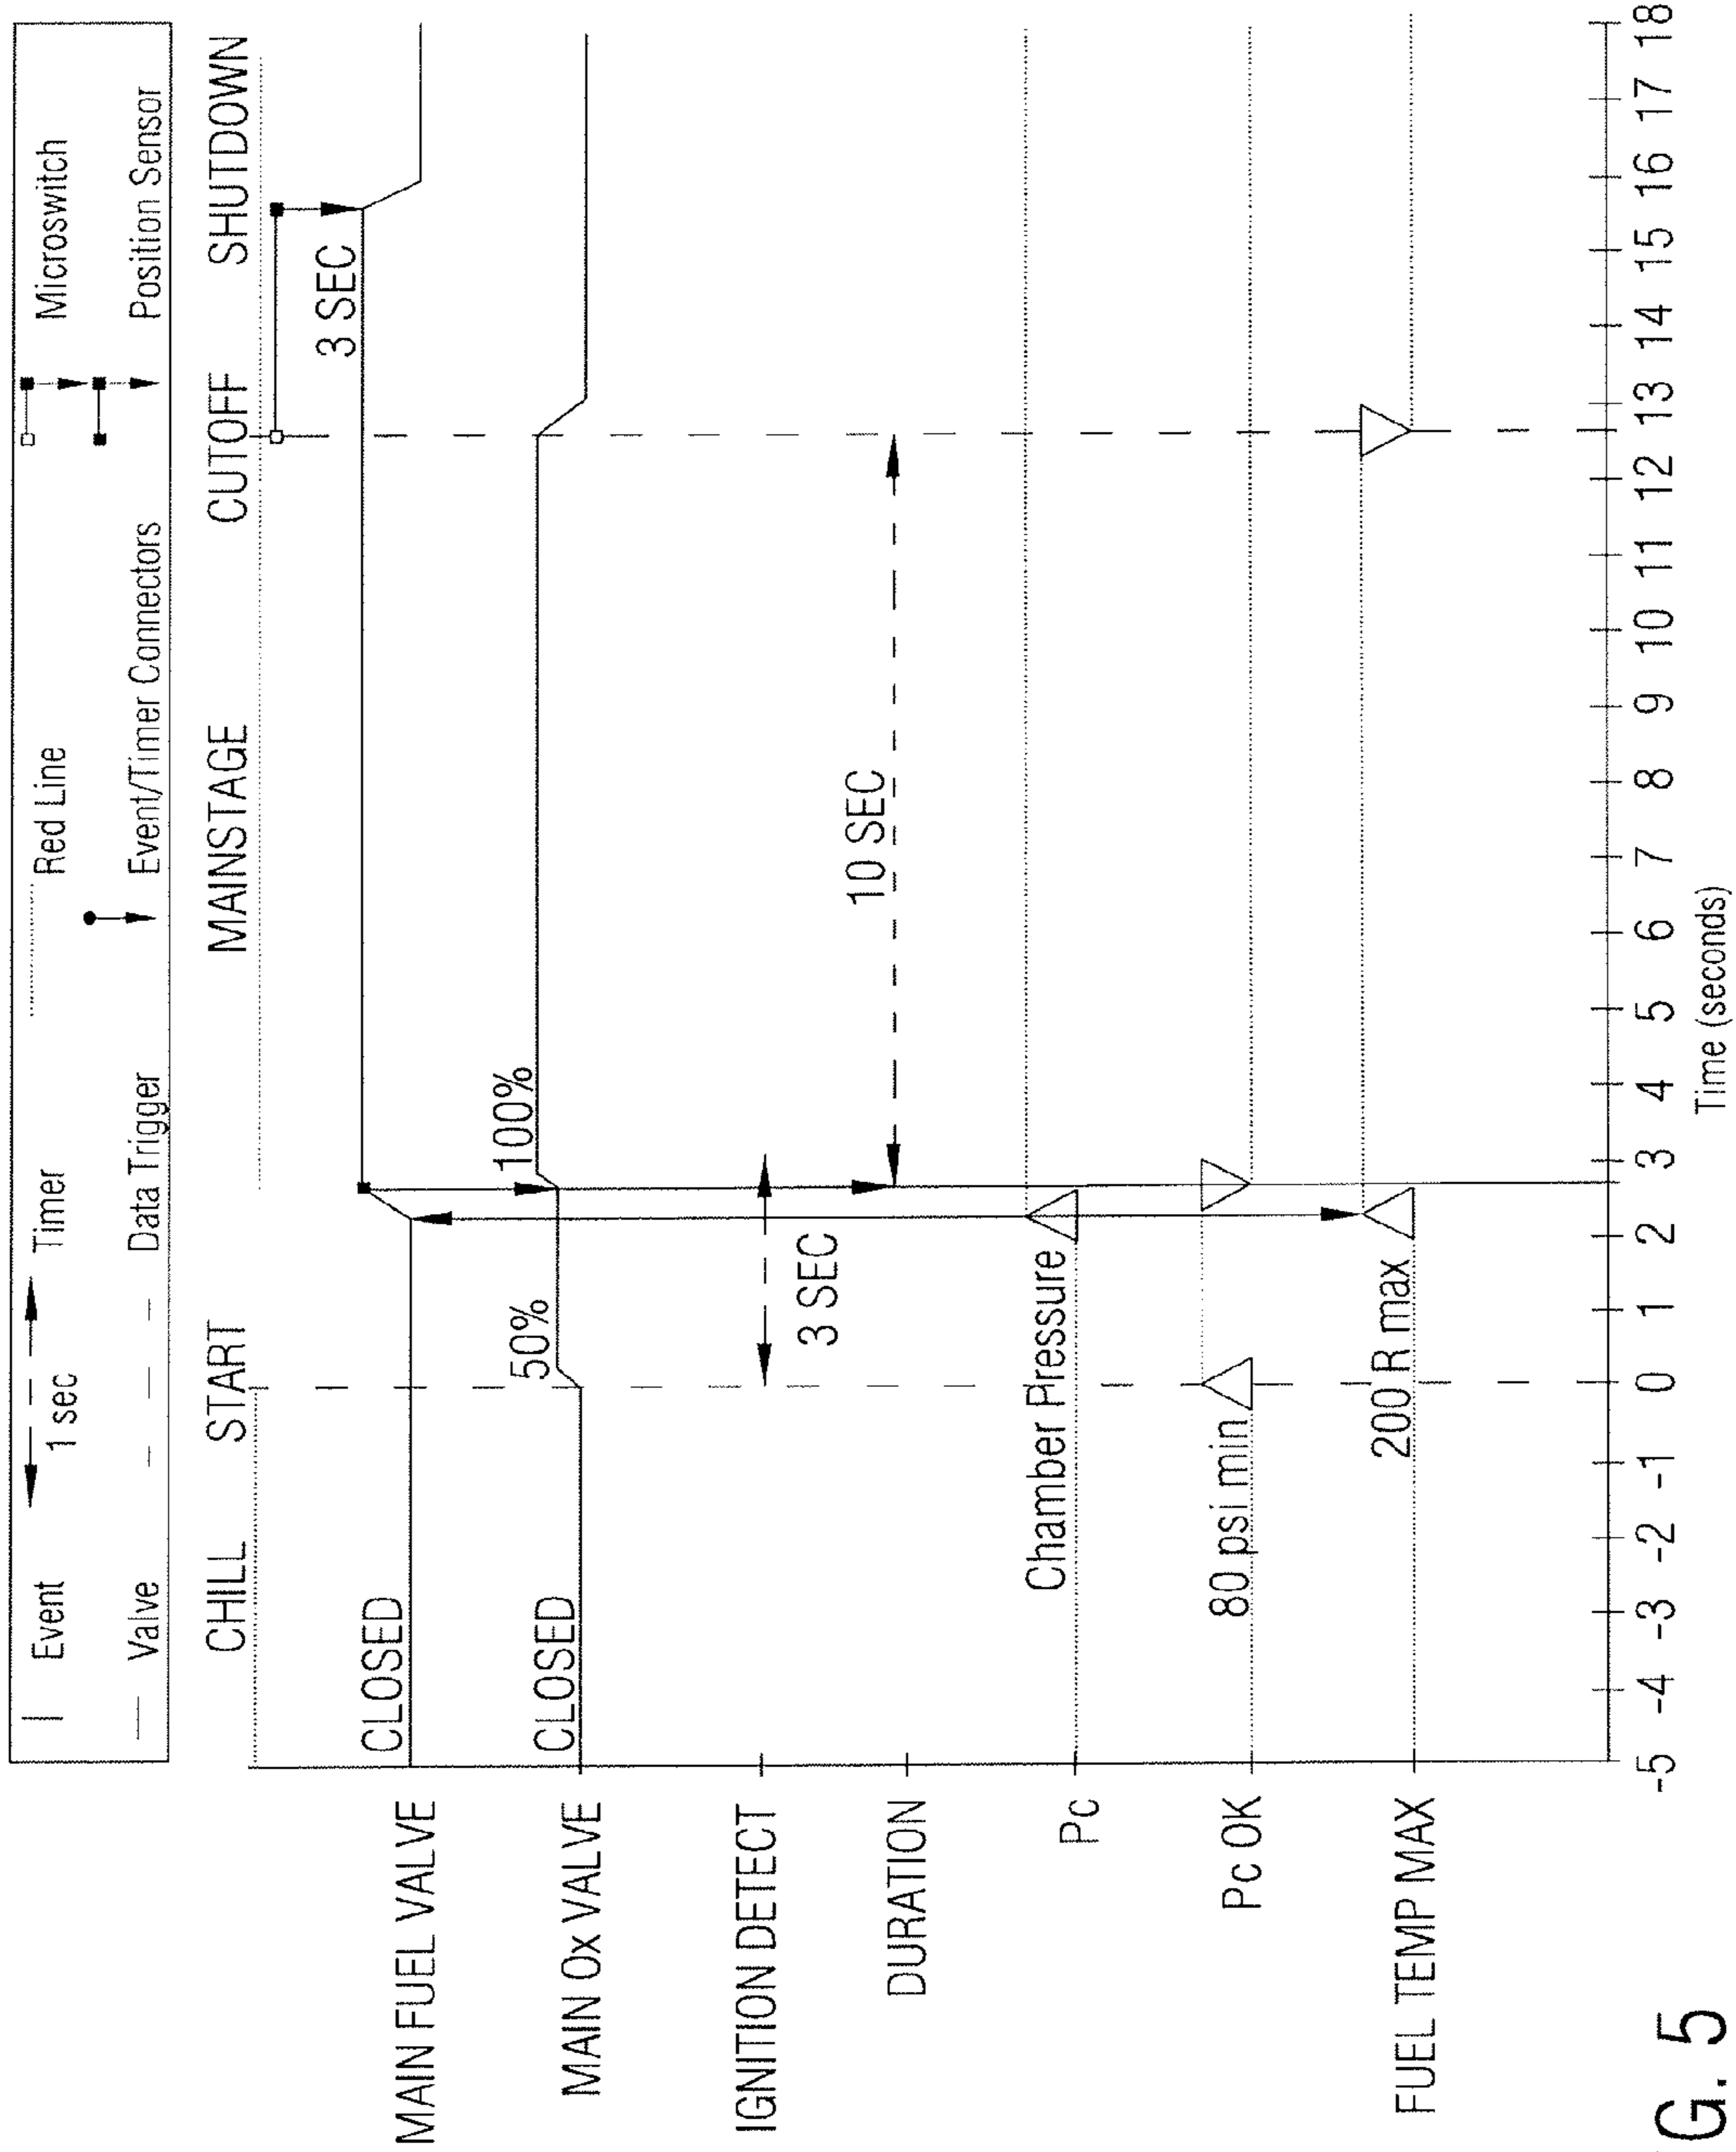 Event
1 sec
Timer
Red Line
Microswitch
Valve
Data Trigger
Event/Timer Connectors
Position Sensor
CHILL START MAINSTAGE CUTOFF SHUTDOWN
MAIN FUEL VALVE
CLOSED
3 SEC
MAIN Ox VALVE
CLOSED
50%
100%
IGNITION DETECT
3 SEC
DURATION
10 SEC
Pc
Chamber Pressure
Pc OK
80 psi min
FUEL TEMP MAX
200 R max
-5 -4 -3 -2 -1 0 1 2 3 4 5 6 7 8 9 10 11 12 13 14 15 16 17 18
Time (seconds)
G. 5